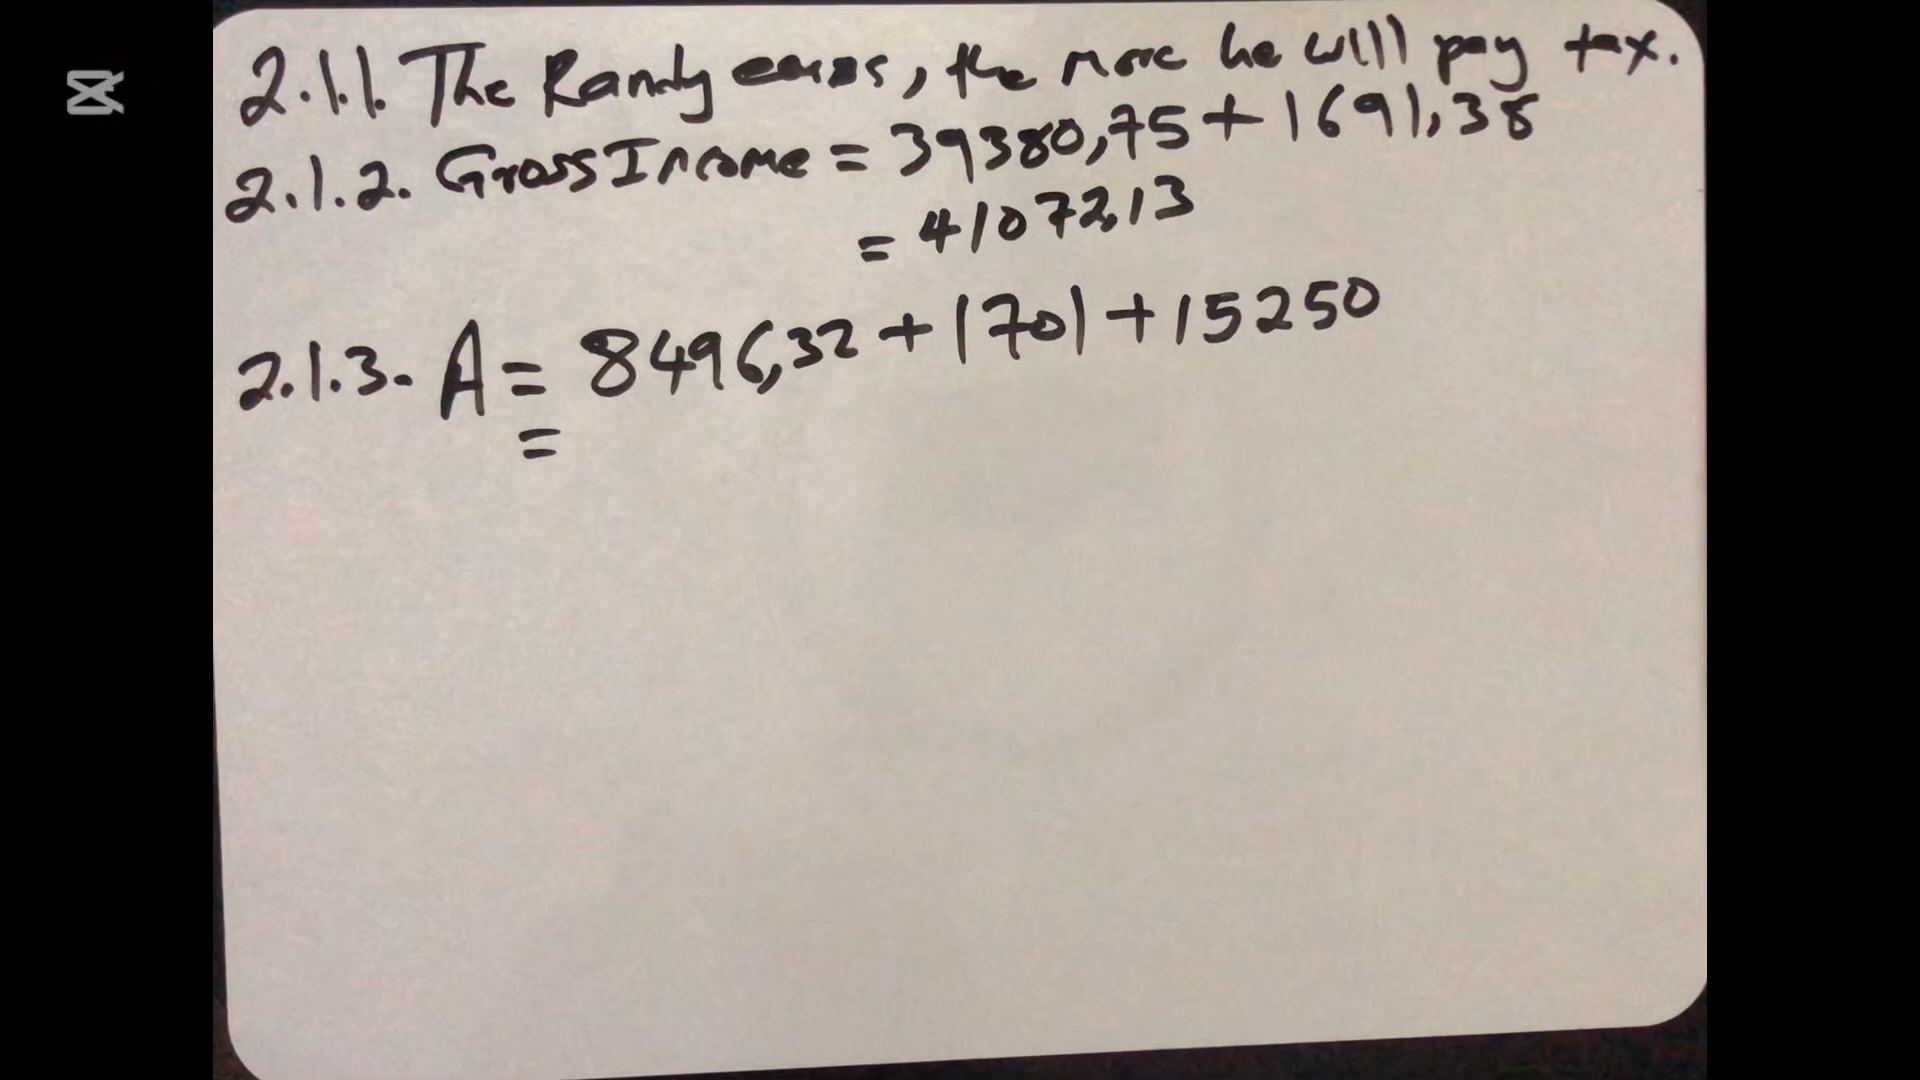 2.1.1. The Randy earns, the more he will pay tax.
2.1.2. Gross Income = 39380,75 + 1691,38
= 41072,13
2.1.3. A = 8496,32 + 1701 + 15250
=